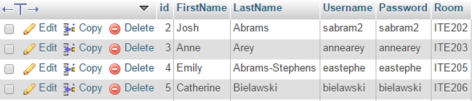 id FirstName LastName Username Password Room
Edit Copy Delete 2 Josh Abrams sabram2 sabram2 ITE202
Edit Copy Delete 3 Anne Arey annearey annearey ITE203
Edit Copy Delete 4 Emily Abrams-Stephens eastephe eastephe ITE205
Edit Copy Delete 5 Catherine Bielawski bielawski bielawski ITE206